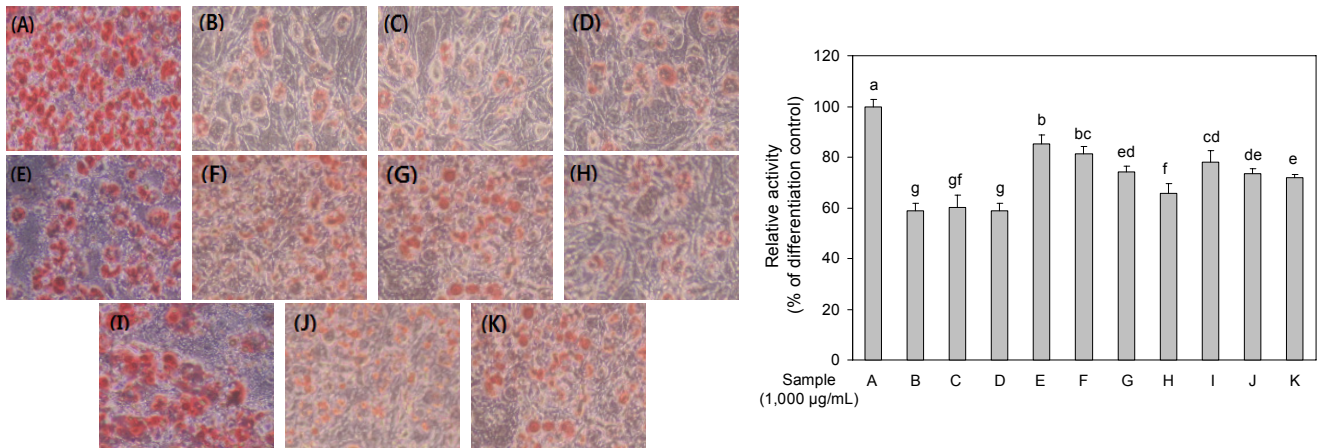 (A) (B) (C) (D)
(E) (F) (G) (H)
(I) (J) (K)
Relative activity
(% of differentiation control)
120
100
80
60
40
20
0
a
g
gf
g
b
bc
ed
f
cd
de
e
Sample A B C D E F G H I J K
(1,000 µg/mL)